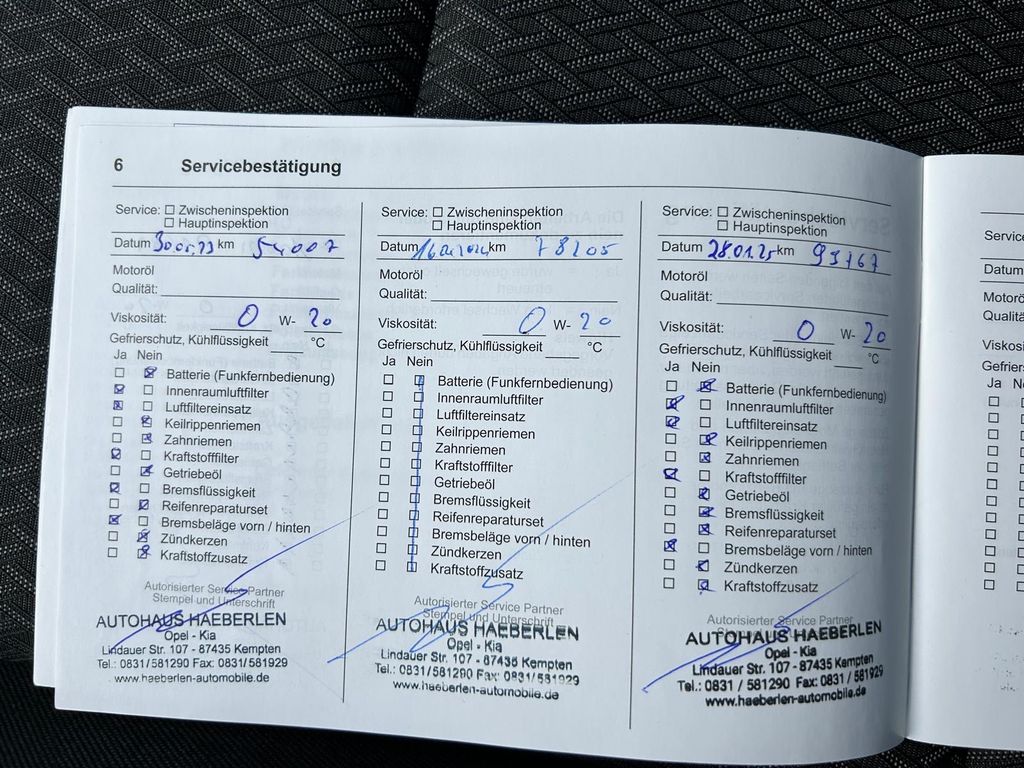 6 Servicebestätigung
Service: Zwischeninspektion
Hauptinspektion
Datum km 54007
Motoröl
Qualität:
Viskosität: 0 W- 20
Gefrierschutz, Kühlflüssigkeit °C
Ja Nein
Batterie (Funkfernbedienung)
Innenraumluftfilter
Luftfiltereinsatz
Keilrippenriemen
Zahnriemen
Kraftstofffilter
Getriebeöl
Bremsflüssigkeit
Reifenreparaturset
Bremsbeläge vorn / hinten
Zündkerzen
Kraftstoffzusatz
Autorisierter Service Partner
Stempel und Unterschrift
AUTOHAUS HAEBERLEN
Opel - Kia
Lindauer Str. 107 - 87435 Kempten
Tel.: 0831/581290 Fax: 0831/581929
www.haeberlen-automobile.de
Service: Zwischeninspektion
Hauptinspektion
Datum km 78205
Motoröl
Qualität:
Viskosität: 0 W- 20
Gefrierschutz, Kühlflüssigkeit °C
Ja Nein
Batterie (Funkfernbedienung)
Innenraumluftfilter
Luftfiltereinsatz
Keilrippenriemen
Zahnriemen
Kraftstofffilter
Getriebeöl
Bremsflüssigkeit
Reifenreparaturset
Bremsbeläge vorn / hinten
Zündkerzen
Kraftstoffzusatz
Autorisierter Service Partner
Stempel und Unterschrift
AUTOHAUS HAEBERLEN
Opel - Kia
Lindauer Str. 107 - 87435 Kempten
Tel.: 0831/581290 Fax: 0831/581929
www.haeberlen-automobile.de
Service: Zwischeninspektion
Hauptinspektion
Datum 28.01.25 km 93167
Motoröl
Qualität:
Viskosität: 0 W- 20
Gefrierschutz, Kühlflüssigkeit °C
Ja Nein
Batterie (Funkfernbedienung)
Innenraumluftfilter
Luftfiltereinsatz
Keilrippenriemen
Zahnriemen
Kraftstofffilter
Getriebeöl
Bremsflüssigkeit
Reifenreparaturset
Bremsbeläge vorn / hinten
Zündkerzen
Kraftstoffzusatz
Autorisierter Service Partner
AUTOHAUS HAEBERLEN
Opel - Kia
Lindauer Str. 107 - 87435 Kempten
Tel.: 0831 / 581290 Fax: 0831 / 581929
www.haeberlen-automobile.de
Service
Datum
Motorö
Qualitä
Viskosi
Gefriers
Ja N